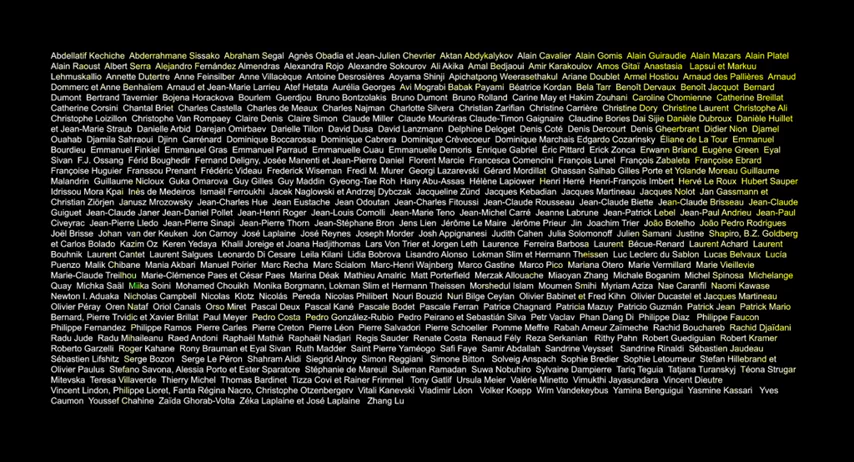 Abdellatif Kechiche Abderrahmane Sissako Abraham Segal Agnès Obadia et Jean-Julien Chevrier Aktan Abdykalykov Alain Cavalier Alain Gomis Alain Guiraudie Alain Mazars Alain Platel
Alain Raoust Albert Serra Alejandro Fernández Almendras Alexandra Rojo Alexandre Sokourov Ali Akika Amal Bedjaoui Amir Karakoulov Amos Gitaï Anastasia Lapsui et Markuu
Lehmuskallio Annette Dutertre Anne Feinsilber Anne Villacèque Antoine Desrosières Aoyama Shinji Apichatpong Weerasethakul Ariane Doublet Armel Hostiou Arnaud des Pallières Arnaud
Dommerc et Anne Benhaïem Arnaud et Jean-Marie Larrieu Atef Hetata Aurélia Georges Avi Mograbi Babak Payami Béatrice Kordan Bela Tarr Benoît Dervaux Benoît Jacquot Bernard
Dumont Bertrand Tavernier Bojena Horackova Bourlem Guerdjou Bruno Bontzolakis Bruno Dumont Bruno Rolland Carine May et Hakim Zouhani Caroline Chomienne Catherine Breillat
Catherine Corsini Chantal Briet Charles Castella Charles de Meaux Charles Najman Charlotte Silvera Christian Zarifian Christine Carrière Christine Dory Christine Laurent Christophe Ali
Christophe Loizillon Christophe Van Rompaey Claire Denis Claire Simon Claude Miller Claude Mouriéras Claude-Timon Gaignaire Claudine Bories Dai Sijie Danièle Dubroux Danièle Huillet
et Jean-Marie Straub Danielle Arbid Darejan Omirbaev Darielle Tillon David Dusa David Lanzmann Delphine Deloget Denis Coté Denis Dercourt Denis Gheerbrant Didier Nion Djamel
Ouahab Djamila Sahraoui Djinn Carrénard Dominique Boccarossa Dominique Cabrera Dominique Crèvecoeur Dominique Marchais Edgardo Cozarinsky Éliane de La Tour Emmanuel
Bourdieu Emmanuel Finkiel Emmanuel Gras Emmanuel Parraud Emmanuelle Cuau Emmanuelle Demoris Enrique Gabriel Éric Pittard Erick Zonca Erwann Briand Eugène Green Eyal
Sivan F.J. Ossang Férid Boughedir Fernand Deligny, Josée Manenti et Jean-Pierre Daniel Florent Marcie Francesca Comencini François Lunel François Zabaleta Françoise Ebrard
Françoise Huguier Franssou Prenant Frédéric Videau Frederick Wiseman Fredi M. Murer Georgi Lazarevski Gérard Mordillat Ghassan Salhab Gilles Porte et Yolande Moreau Guillaume
Malandrin Guillaume Nicloux Guka Omarova Guy Gilles Guy Maddin Gyeong-Tae Roh Hany Abu-Assas Hélène Lapiower Henri Herré Henri-François Imbert Hervé Le Roux Hubert Sauper
Idrissou Mora Kpai Inès de Medeiros Ismaël Ferroukhi Jacek Naglowski et Andrzej Dybczak Jacqueline Zünd Jacques Kebadian Jacques Martineau Jacques Nolot Jan Gassmann et
Christian Ziörjen Janusz Mrozowsky Jean-Charles Hue Jean Eustache Jean Odoutan Jean-Charles Fitoussi Jean-Claude Rousseau Jean-Claude Biette Jean-Claude Brisseau Jean-Claude
Guiguet Jean-Claude Janer Jean-Daniel Pollet Jean-Henri Roger Jean-Louis Comolli Jean-Marie Teno Jean-Michel Carré Jeanne Labrune Jean-Patrick Lebel Jean-Paul Andrieu Jean-Paul
Civeyrac Jean-Pierre Lledo Jean-Pierre Sinapi Jean-Pierre Thorn Jean-Stéphane Bron Jens Lien Jérôme Le Maire Jérôme Prieur Jin Joachim Trier João Botelho João Pedro Rodrigues
Joël Brisse Johan van der Keuken Jon Carnoy José Laplaine José Reynes Joseph Morder Josh Appignanesi Judith Cahen Julia Solomonoff Julien Samani Justine Shapiro, B.Z. Goldberg
et Carlos Bolado Kazim Oz Keren Yedaya Khalil Joreige et Joana Hadjithomas Lars Von Trier et Jorgen Leth Laurence Ferreira Barbosa Laurent Bécue-Renard Laurent Achard Laurent
Bouhnik Laurent Cantet Laurent Salgues Leonardo Di Cesare Leila Kilani Lidia Bobrova Lisandro Alonso Lokman Slim et Hermant Theissen Luc Leclerc du Sablon Lucas Belvaux Lucía
Puenzo Malik Chibane Mania Akbari Manuel Poirier Marc Recha Marc Scialom Marc-Henri Wajnberg Marco Gastine Marco Pico Mariana Otero Marie Vermillard Marie Vieillevie
Marie-Claude Treilhou Marie-Clémence Paes et César Paes Marina Déak Mathieu Amalric Matt Porterfield Merzak Allouache Miaoyan Zhang Michale Boganim Michel Spinosa Michelange
Quay Michka Saäl Miika Soini Mohamed Chouikh Monika Borgmann, Lokman Slim et Hermann Theissen Morshedul Islam Moumen Smihi Myriam Aziza Nae Caranfil Naomi Kawase
Newton I. Aduaka Nicholas Campbell Nicolas Klotz Nicolás Pereda Nicolas Philibert Nouri Bouzid Nuri Bilge Ceylan Olivier Babinet et Fred Kihn Olivier Ducastel et Jacques Martineau
Olivier Péray Oren Nataf Oriol Canals Orso Miret Pascal Deux Pascal Kané Pascale Bodet Pascale Ferran Patrice Chagnard Patricia Mazuy Patricio Guzmán Patrick Jean Patrick Mario
Bernard, Pierre Trvidic et Xavier Brillat Paul Meyer Pedro Costa Pedro González-Rubio Pedro Peirano et Sebastián Silva Petr Vaclav Phan Dang Di Philippe Diaz Philippe Faucon
Philippe Fernandez Philippe Ramos Pierre Carles Pierre Creton Pierre Léon Pierre Salvadori Pierre Schoeller Pomme Meffre Rabah Ameur Zaïmeche Rachid Bouchareb Rachid Djaïdani
Radu Jude Radu Mihaileanu Raed Andoni Raphaël Mathié Raphaël Nadjari Regis Sauder Renate Costa Renaud Fély Reza Serkanian Rithy Pahn Robert Guediguian Robert Kramer
Roberto Garzelli Roger Kahane Rony Brauman et Eyal Sivan Ruth Madder Saint Pierre Yaméogo Safi Faye Samir Abdallah Sandrine Veysset Sandrine Rinaldi Sébastien Jaudeau
Sébastien Lifshitz Serge Bozon Serge Le Péron Shahram Alidi Siegrid Alnoy Simon Reggiani Simone Bitton Solveig Anspach Sophie Bredier Sophie Letourneur Stefan Hillebrand et
Olivier Paulus Stefano Savona, Alessia Porto et Ester Sparatore Stéphanie de Mareuil Suleman Ramadan Suwa Nobuhiro Sylvaine Dampierre Tariq Teguia Tatjana Turanskyj Téona Strugar
Mitevska Teresa Villaverde Thierry Michel Thomas Bardinet Tizza Covi et Rainer Frimmel Tony Gatlif Ursula Meier Valérie Minetto Vimukthi Jayasundara Vincent Dieutre
Vincent Lindon, Philippe Lioret, Fanta Régina Nacro, Christophe Otzenbergerv Vitali Kanevski Vladimir Léon Volker Koepp Wim Vandekeybus Yamina Benguigui Yasmine Kassari Yves
Caumon Youssef Chahine Zaïda Ghorab-Volta Zéka Laplaine et José Laplaine Zhang Lu